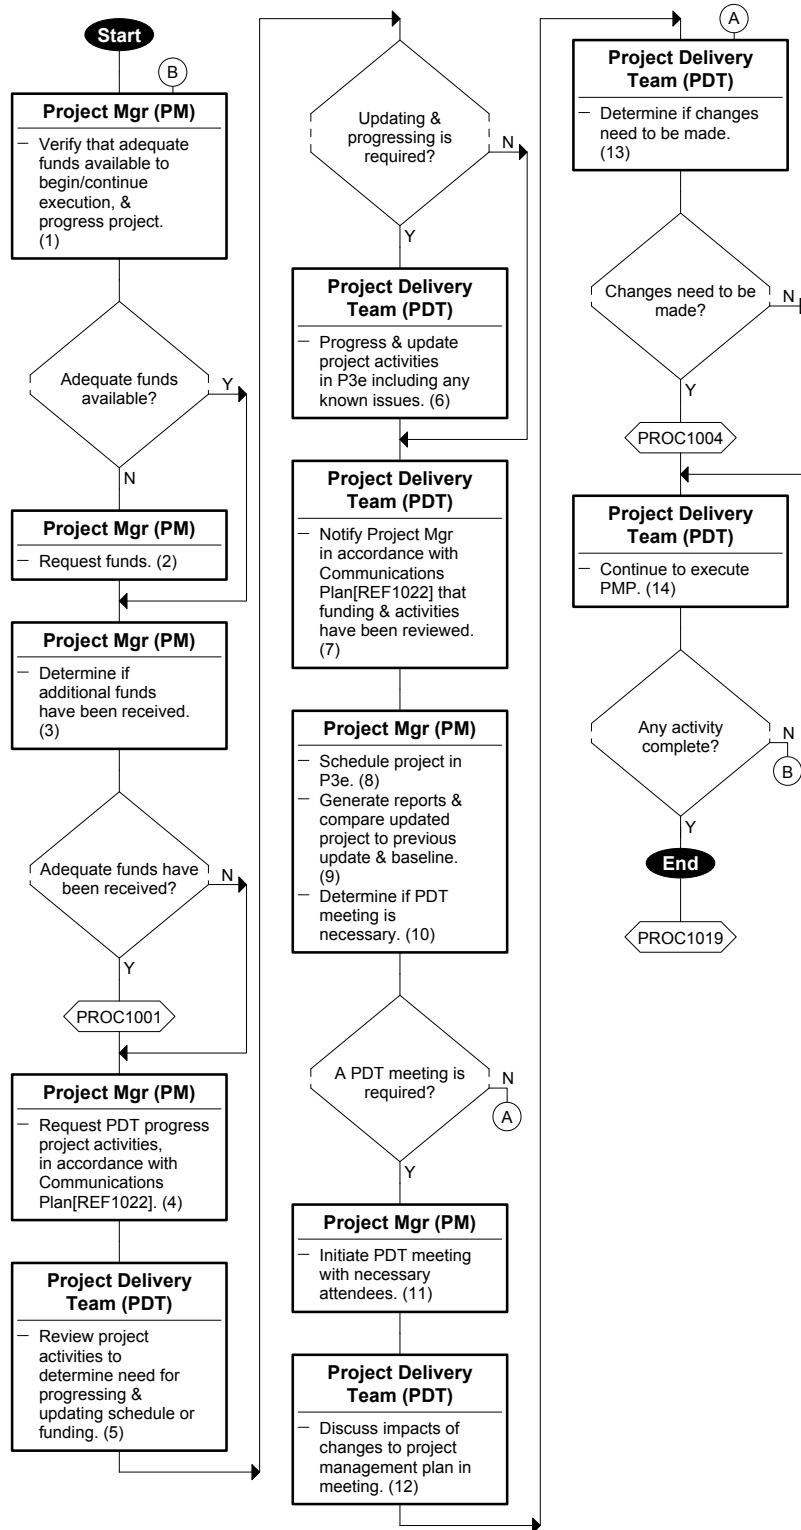 Start
B
Project Mgr (PM)
— Verify that adequate
funds available to
begin/continue
execution, &
progress project.
(1)
Adequate funds
available?
Y
N
Project Mgr (PM)
— Request funds. (2)
Project Mgr (PM)
— Determine if
additional funds
have been received.
(3)
Adequate funds have
been received?
N
Y
PROC1001
Project Mgr (PM)
— Request PDT progress
project activities,
in accordance with
Communications
Plan[REF1022]. (4)
Project Delivery
Team (PDT)
— Review project
activities to
determine need for
progressing &
updating schedule or
funding. (5)
Updating &
progressing is
required?
N
Y
Project Delivery
Team (PDT)
— Progress & update
project activities
in P3e including any
known issues. (6)
Project Delivery
Team (PDT)
— Notify Project Mgr
in accordance with
Communications
Plan[REF1022] that
funding & activities
have been reviewed.
(7)
Project Mgr (PM)
— Schedule project in
P3e. (8)
— Generate reports &
compare updated
project to previous
update & baseline.
(9)
— Determine if PDT
meeting is
necessary. (10)
A PDT meeting is
required?
N
A
Y
Project Mgr (PM)
— Initiate PDT meeting
with necessary
attendees. (11)
Project Delivery
Team (PDT)
— Discuss impacts of
changes to project
management plan in
meeting. (12)
A
Project Delivery
Team (PDT)
— Determine if changes
need to be made.
(13)
Changes need to be
made?
N
Y
PROC1004
Project Delivery
Team (PDT)
— Continue to execute
PMP. (14)
Any activity
complete?
N
B
Y
End
PROC1019